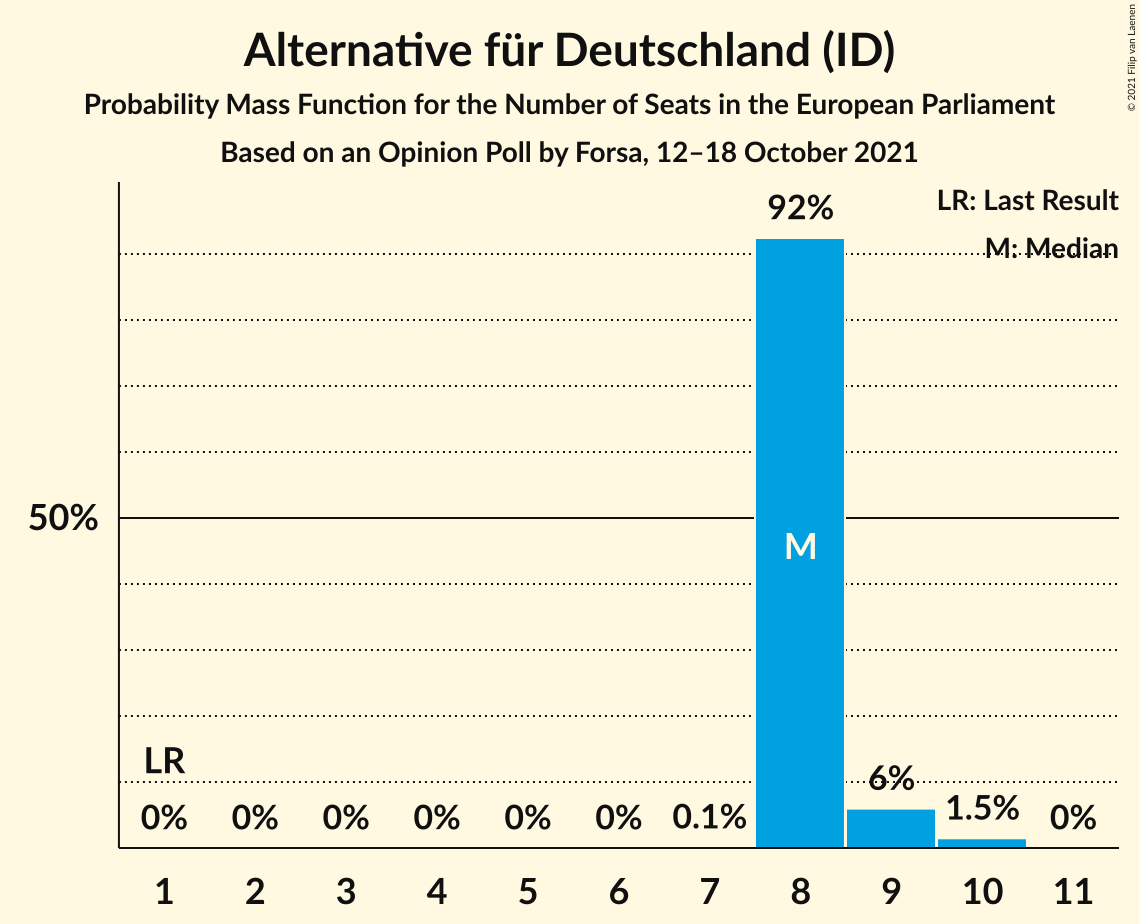 Alternative für Deutschland (ID)
Probability Mass Function for the Number of Seats in the European Parliament
Based on an Opinion Poll by Forsa, 12–18 October 2021
© 2021 Filip van Laenen
LR: Last Result
M: Median
92%
50%
M
LR
0% 0% 0% 0% 0% 0% 0.1% 6% 1.5% 0%
1 2 3 4 5 6 7 8 9 10 11